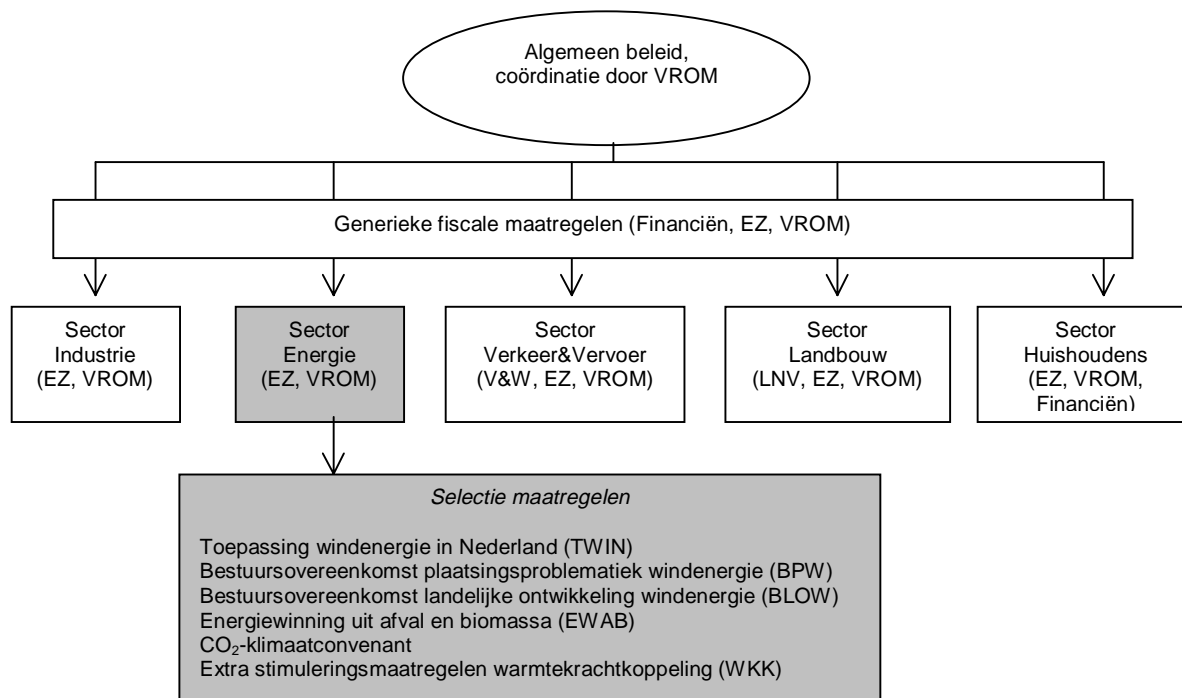 Algemeen beleid,
coördinatie door VROM
Generieke fiscale maatregelen (Financiën, EZ, VROM)
Sector
Industrie
(EZ, VROM)
Sector
Energie
(EZ, VROM)
Sector
Verkeer&Vervoer
(V&W, EZ, VROM)
Sector
Landbouw
(LNV, EZ, VROM)
Sector
Huishoudens
(EZ, VROM,
Financiën)
Selectie maatregelen
Toepassing windenergie in Nederland (TWIN)
Bestuursovereenkomst plaatsingsproblematiek windenergie (BPW)
Bestuursovereenkomst landelijke ontwikkeling windenergie (BLOW)
Energiewinning uit afval en biomassa (EWAB)
CO₂-klimaatconvenant
Extra stimuleringsmaatregelen warmtekrachtkoppeling (WKK)